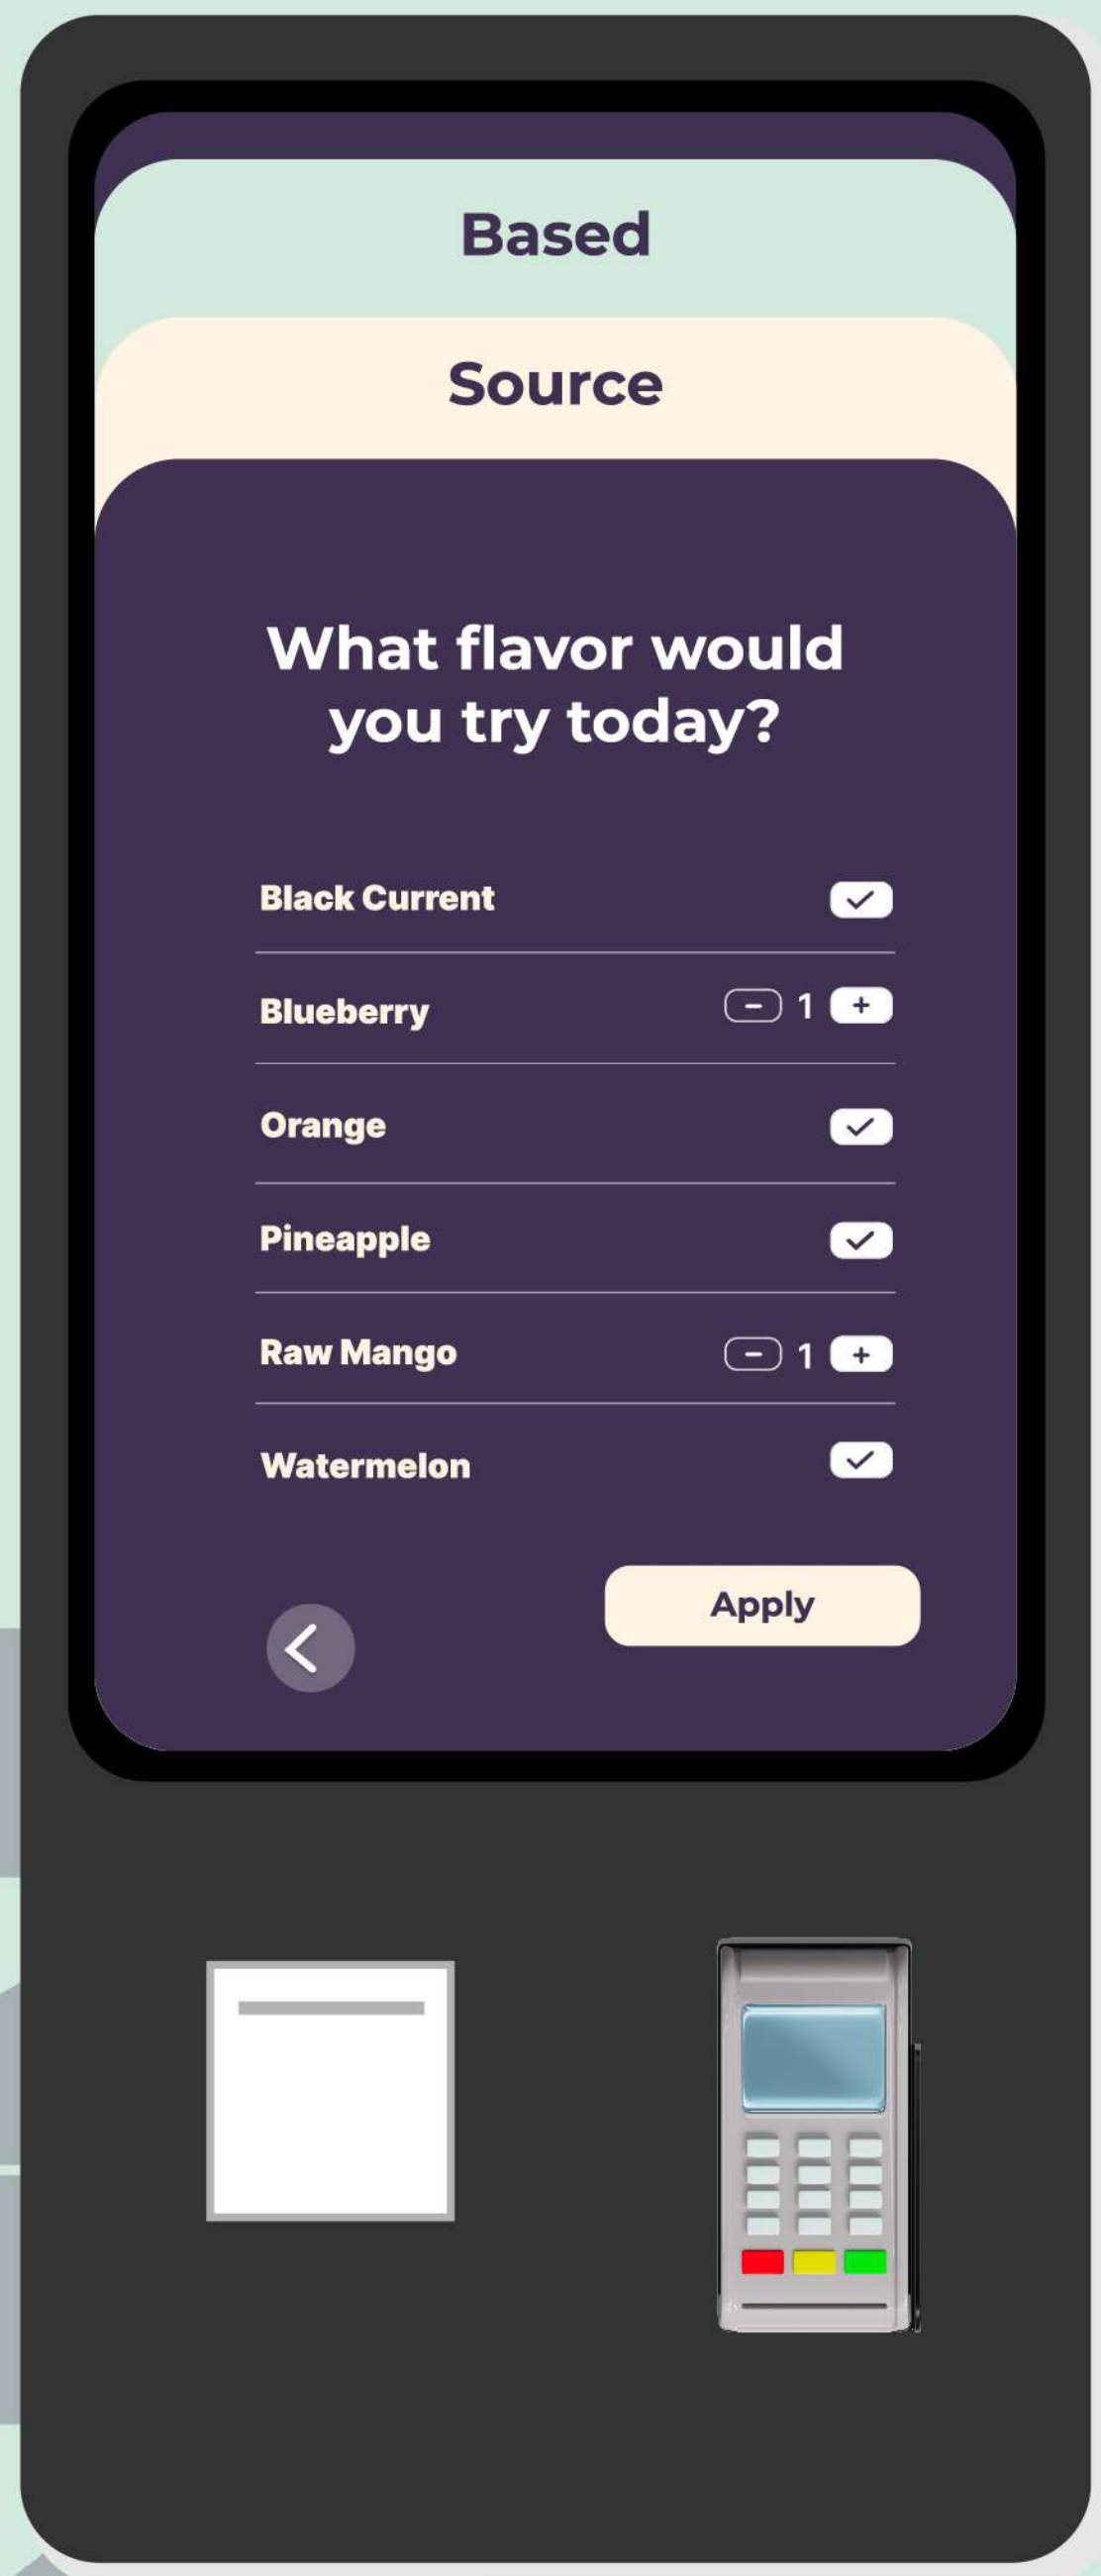 Based
Source
What flavor would
you try today?
Black Current
Blueberry - 1 +
Orange
Pineapple
Raw Mango - 1 +
Watermelon
Apply